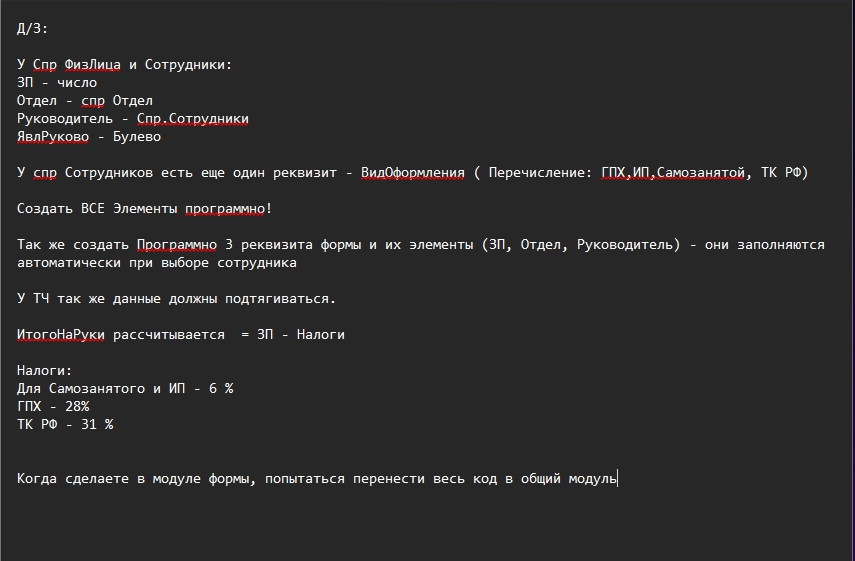 Д/З:
У Спр ФизЛица и Сотрудники:
ЗП - число
Отдел - спр Отдел
Руководитель - Спр.Сотрудники
ЯвлРуково - Булево
У спр Сотрудников есть еще один реквизит - ВидОформления ( Перечисление: ГПХ,ИП,Самозанятой, ТК РФ)
Создать ВСЕ Элементы программно!
Так же создать Программно 3 реквизита формы и их элементы (ЗП, Отдел, Руководитель) - они заполняются
автоматически при выборе сотрудника
У ТЧ так же данные должны подтягиваться.
ИтогоНаРуки рассчитывается  = ЗП - Налоги
Налоги:
Для Самозанятого и ИП - 6 %
ГПХ - 28%
ТК РФ - 31 %
Когда сделаете в модуле формы, попытаться перенести весь код в общий модуль